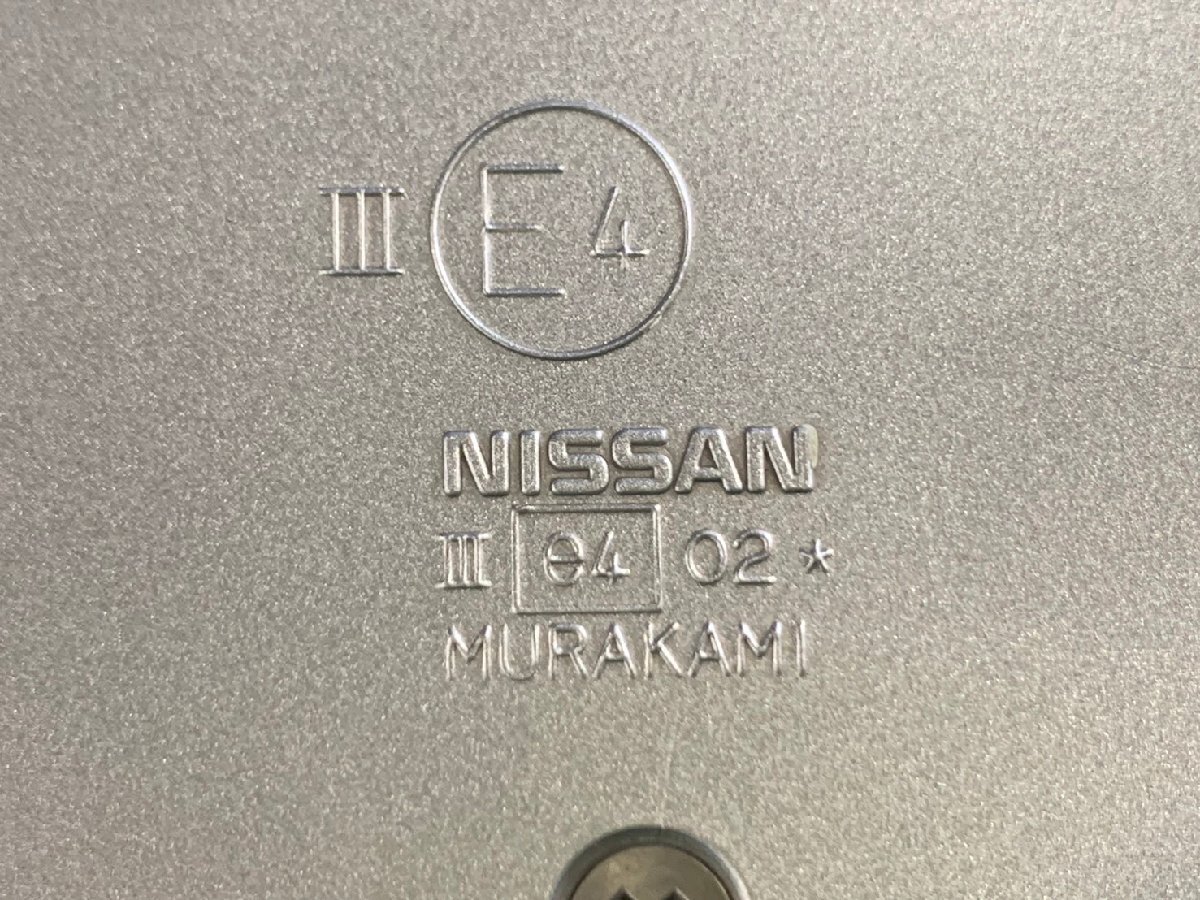 III E4
NISSAN
III e4 02 *
MURAKAMI